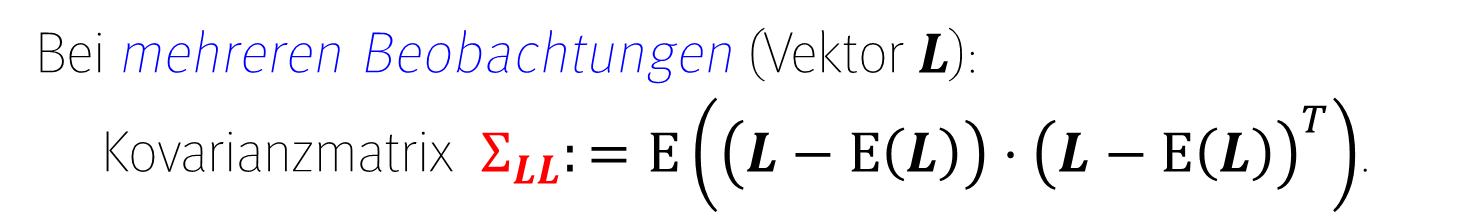 Bei mehreren Beobachtungen (Vektor L):
Kovarianzmatrix Σ_LL := E((L − E(L)) · (L − E(L))^T).